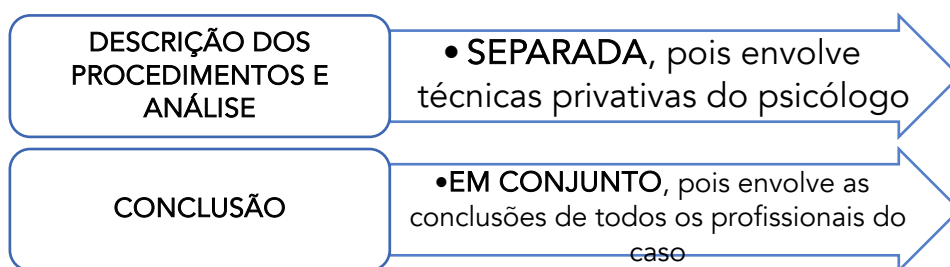 DESCRIÇÃO DOS
PROCEDIMENTOS E
ANÁLISE
• SEPARADA, pois envolve
técnicas privativas do psicólogo
CONCLUSÃO
•EM CONJUNTO, pois envolve as
conclusões de todos os profissionais do
caso